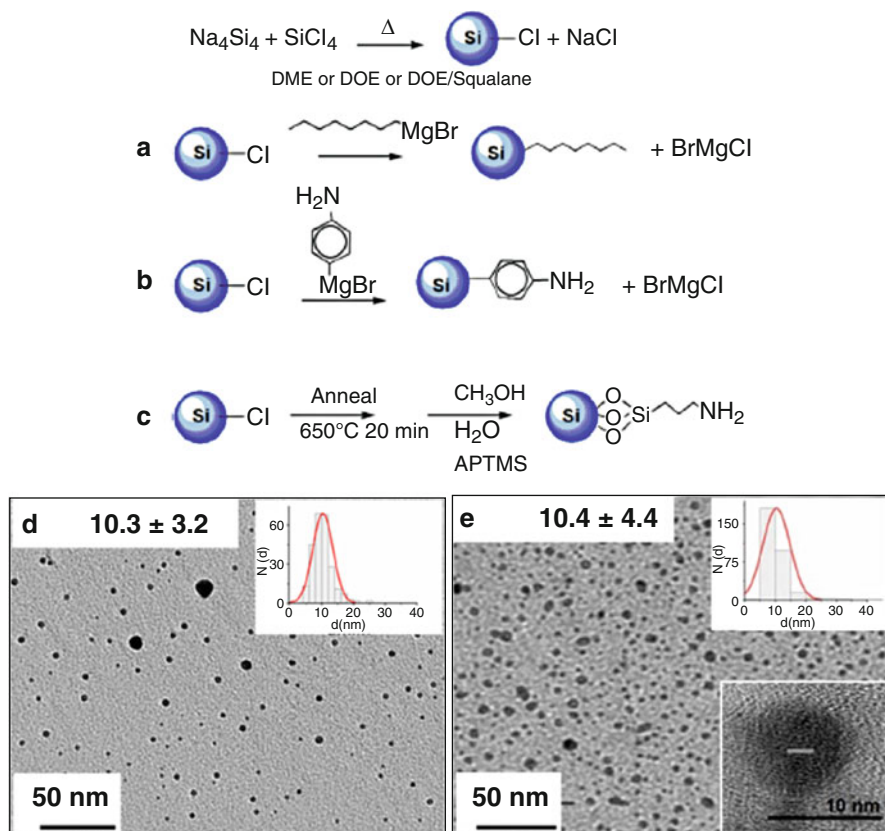 Na₄Si₄ + SiCl₄ Δ Si Cl + NaCl
DME or DOE or DOE/Squalane
a Si Cl MgBr Si + BrMgCl
H₂N
b Si Cl MgBr Si NH₂ + BrMgCl
c Si Cl Anneal CH₃OH Si O O O Si NH₂
650°C 20 min H₂O
APTMS
d 10.3 ± 3.2
N (d)
60
30
0
0 10 20 30 40
d(nm)
50 nm
e 10.4 ± 4.4
N (d)
150
75
0
0 10 20 40
d(nm)
50 nm
10 nm